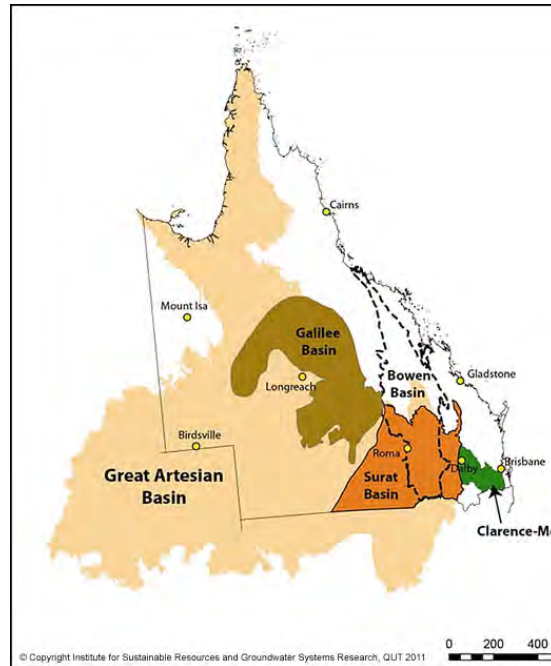 Cairns
Mount Isa
Galilee
Basin
Gladstone
Bowen
Basin
Longreach
Birdsville
Roma
Dalby
Brisbane
Great Artesian
Basin
Surat
Basin
Clarence-Mo
© Copyright Institute for Sustainable Resources and Groundwater Systems Research, QUT 2011
0 200 400